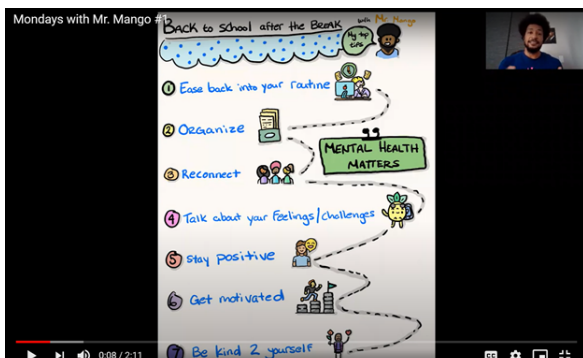 Mondays with Mr. Mango #1
BACK to school after the BREAK
with Mr Mango
My top
tips
1 Ease back into your routine
2 ORGANIZE
MENTAL HEALTH
MATTERS
3 Reconnect
4 Talk about your Feelings/challenges
5 Stay positive
6 Get motivated
7 Be kind 2 yourself
0:08 / 2:11
CC